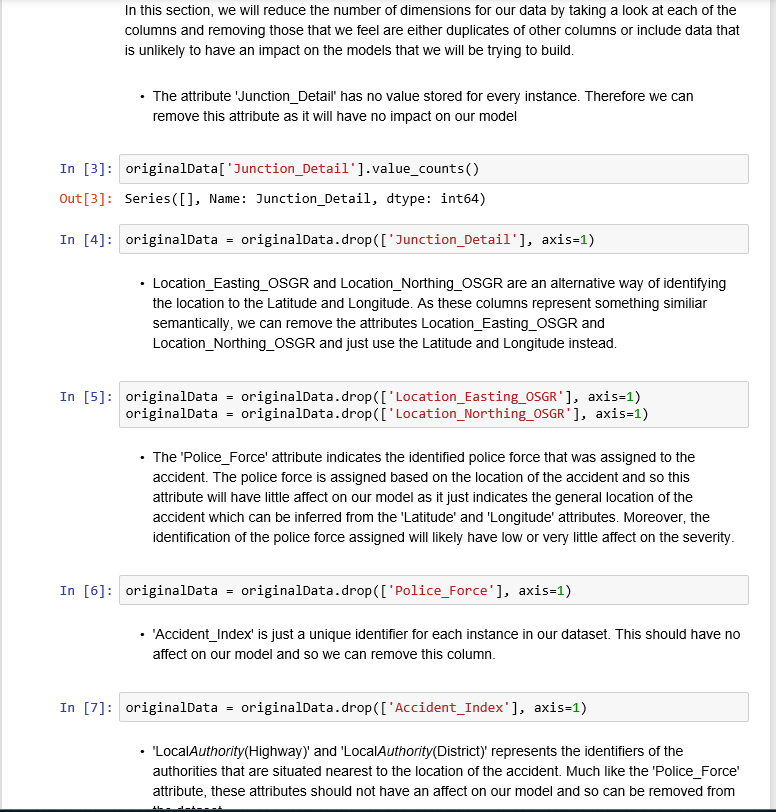 In this section, we will reduce the number of dimensions for our data by taking a look at each of the
columns and removing those that we feel are either duplicates of other columns or include data that
is unlikely to have an impact on the models that we will be trying to build.
• The attribute 'Junction_Detail' has no value stored for every instance. Therefore we can
remove this attribute as it will have no impact on our model
In [3]: originalData['Junction_Detail'].value_counts()
Out[3]: Series([], Name: Junction_Detail, dtype: int64)
In [4]: originalData = originalData.drop(['Junction_Detail'], axis=1)
• Location_Easting_OSGR and Location_Northing_OSGR are an alternative way of identifying
the location to the Latitude and Longitude. As these columns represent something similiar
semantically, we can remove the attributes Location_Easting_OSGR and
Location_Northing_OSGR and just use the Latitude and Longitude instead.
In [5]: originalData = originalData.drop(['Location_Easting_OSGR'], axis=1)
originalData = originalData.drop(['Location_Northing_OSGR'], axis=1)
• The 'Police_Force' attribute indicates the identified police force that was assigned to the
accident. The police force is assigned based on the location of the accident and so this
attribute will have little affect on our model as it just indicates the general location of the
accident which can be inferred from the 'Latitude' and 'Longitude' attributes. Moreover, the
identification of the police force assigned will likely have low or very little affect on the severity.
In [6]: originalData = originalData.drop(['Police_Force'], axis=1)
• 'Accident_Index' is just a unique identifier for each instance in our dataset. This should have no
affect on our model and so we can remove this column.
In [7]: originalData = originalData.drop(['Accident_Index'], axis=1)
• 'LocalAuthority(Highway)' and 'LocalAuthority(District)' represents the identifiers of the
authorities that are situated nearest to the location of the accident. Much like the 'Police_Force'
attribute, these attributes should not have an affect on our model and so can be removed from
the dataset